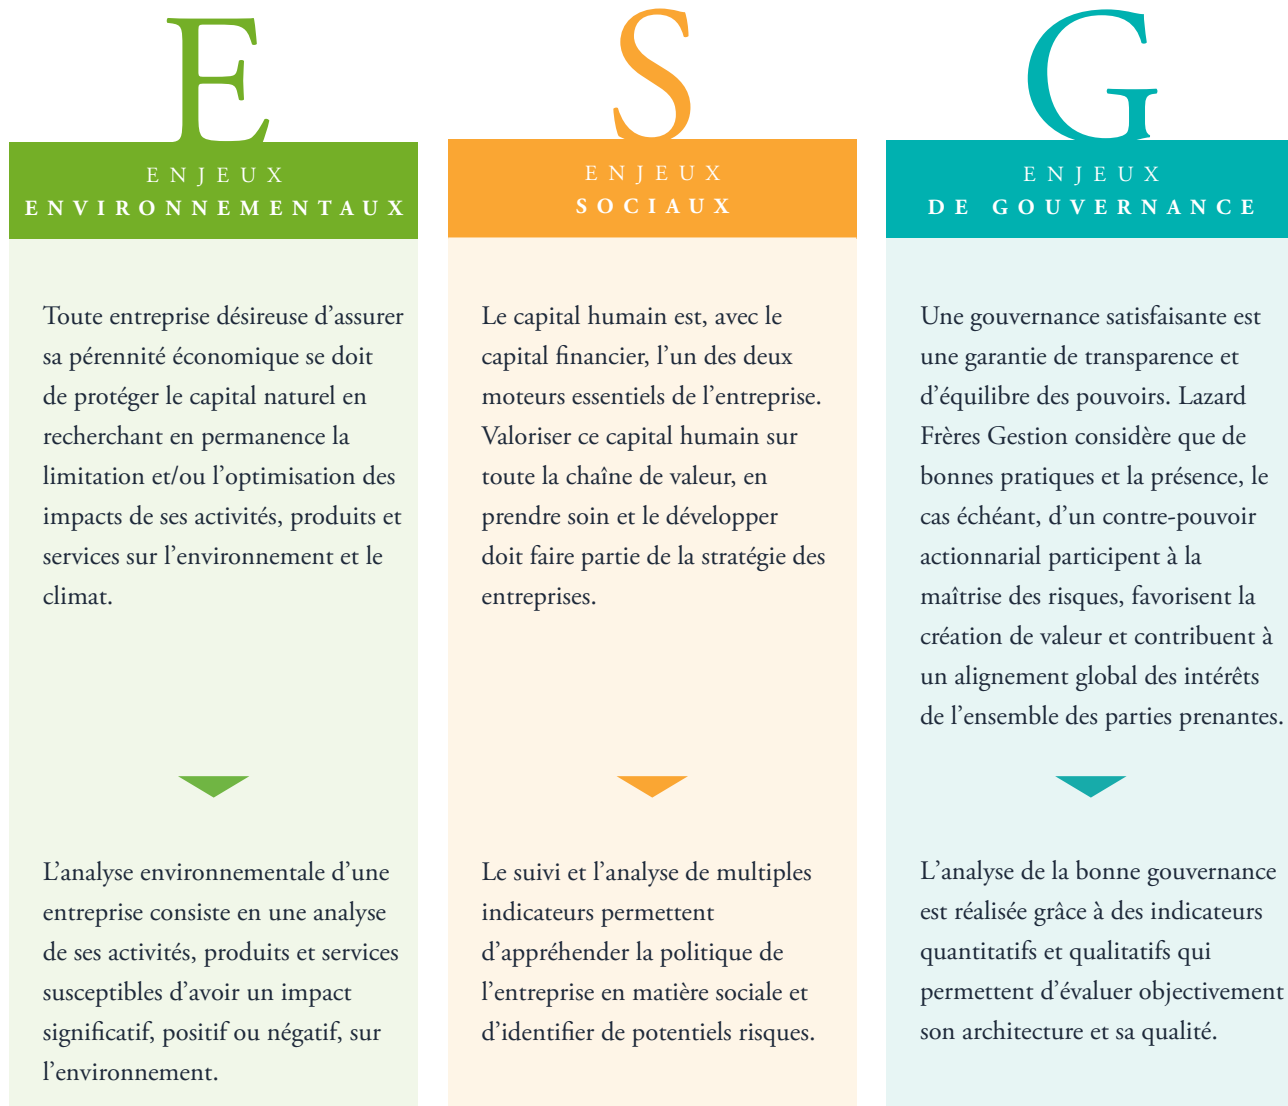 E
ENJEUX
ENVIRONNEMENTAUX
Toute entreprise désireuse d’assurer
sa pérennité économique se doit
de protéger le capital naturel en
recherchant en permanence la
limitation et/ou l’optimisation des
impacts de ses activités, produits et
services sur l’environnement et le
climat.
L’analyse environnementale d’une
entreprise consiste en une analyse
de ses activités, produits et services
susceptibles d’avoir un impact
significatif, positif ou négatif, sur
l’environnement.
S
ENJEUX
SOCIAUX
Le capital humain est, avec le
capital financier, l’un des deux
moteurs essentiels de l’entreprise.
Valoriser ce capital humain sur
toute la chaîne de valeur, en
prendre soin et le développer
doit faire partie de la stratégie des
entreprises.
Le suivi et l’analyse de multiples
indicateurs permettent
d’appréhender la politique de
l’entreprise en matière sociale et
d’identifier de potentiels risques.
G
ENJEUX
DE GOUVERNANCE
Une gouvernance satisfaisante est
une garantie de transparence et
d’équilibre des pouvoirs. Lazard
Frères Gestion considère que de
bonnes pratiques et la présence, le
cas échéant, d’un contre-pouvoir
actionnarial participent à la
maîtrise des risques, favorisent la
création de valeur et contribuent à
un alignement global des intérêts
de l’ensemble des parties prenantes.
L’analyse de la bonne gouvernance
est réalisée grâce à des indicateurs
quantitatifs et qualitatifs qui
permettent d’évaluer objectivement
son architecture et sa qualité.